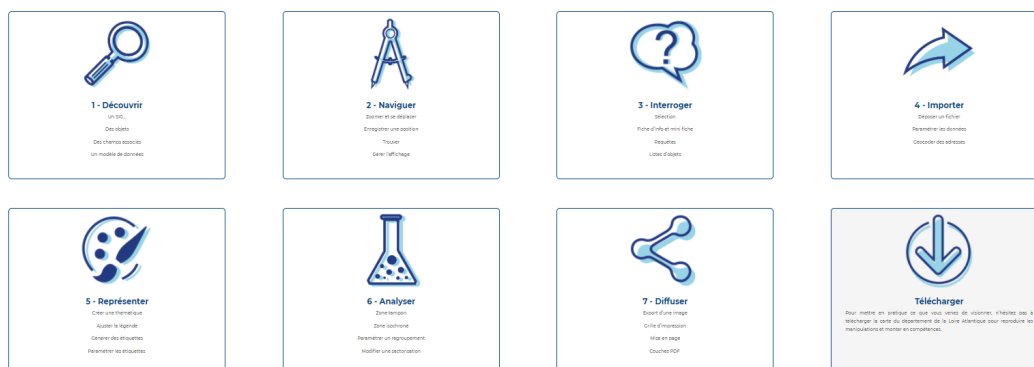 1 - Découvrir
Un SIG...
Des objets
Des champs associés
Un modèle de données
2 - Naviguer
Zoomer et se déplacer
Enregistrer une position
Trouver
Gérer l'affichage
3 - Interroger
Sélection
Fiche d'info et mini fiche
Requêtes
Listes d'objets
4 - Importer
Déposer un fichier
Paramétrer les données
Géocoder des adresses
5 - Représenter
Créer une thématique
Ajuster la légende
Générer des étiquettes
Paramétrer les étiquettes
6 - Analyser
Zone tampon
Zone isochrone
Paramétrer un regroupement
Modifier une sectorisation
7 - Diffuser
Export d'une image
Grille d'impression
Mise en page
Couches PDF
Télécharger
Pour mettre en pratique ce que vous venez de visionner, n'hésitez pas à
télécharger la carte du département de la Loire Atlantique pour reproduire les
manipulations et monter en compétences.